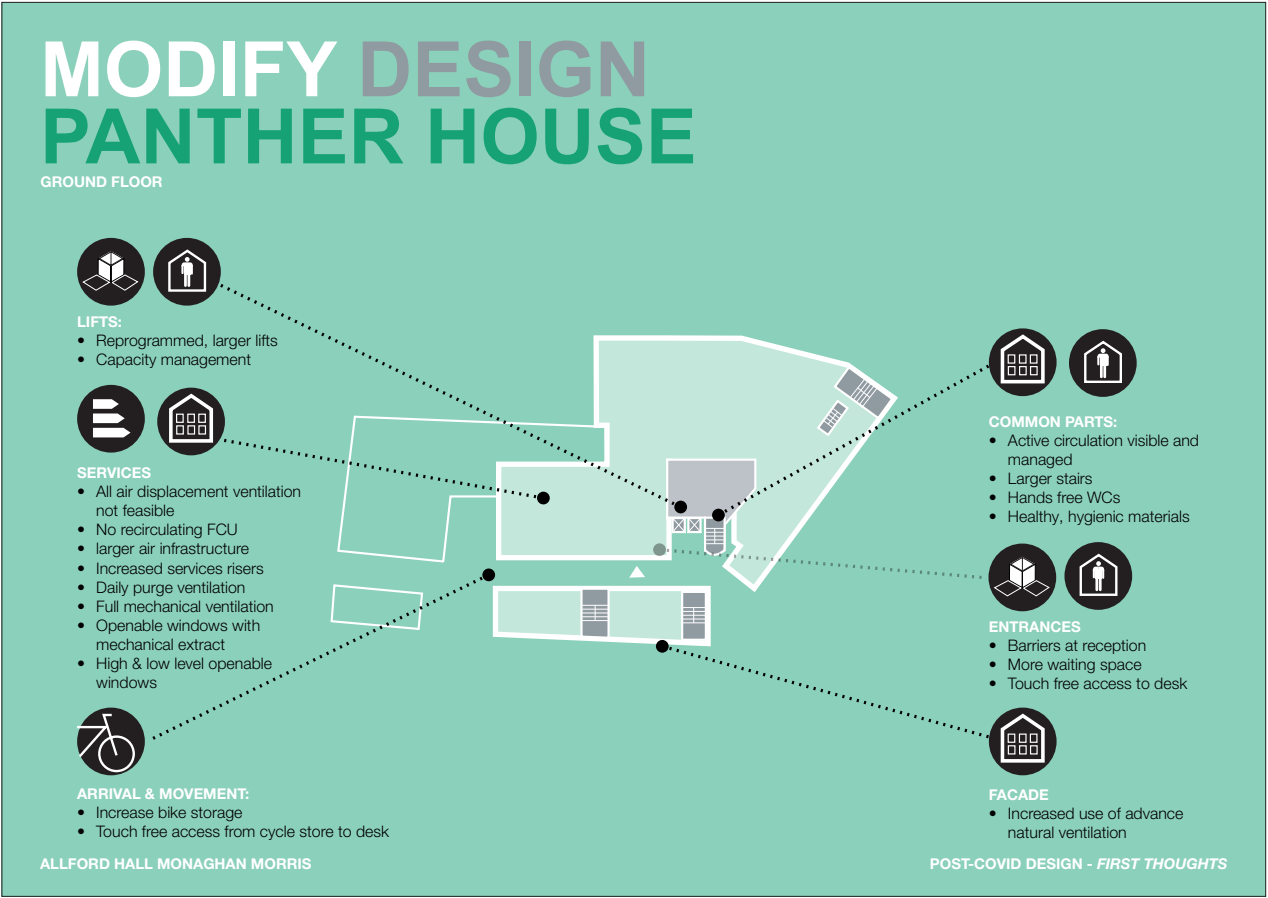 MODIFY DESIGN
PANTHER HOUSE
GROUND FLOOR
LIFTS:
• Reprogrammed, larger lifts
• Capacity management
SERVICES
• All air displacement ventilation
not feasible
• No recirculating FCU
• larger air infrastructure
• Increased services risers
• Daily purge ventilation
• Full mechanical ventilation
• Openable windows with
mechanical extract
• High & low level openable
windows
ARRIVAL & MOVEMENT:
• Increase bike storage
• Touch free access from cycle store to desk
COMMON PARTS:
• Active circulation visible and
managed
• Larger stairs
• Hands free WCs
• Healthy, hygienic materials
ENTRANCES
• Barriers at reception
• More waiting space
• Touch free access to desk
FACADE
• Increased use of advance
natural ventilation
ALLFORD HALL MONAGHAN MORRIS
POST-COVID DESIGN - FIRST THOUGHTS